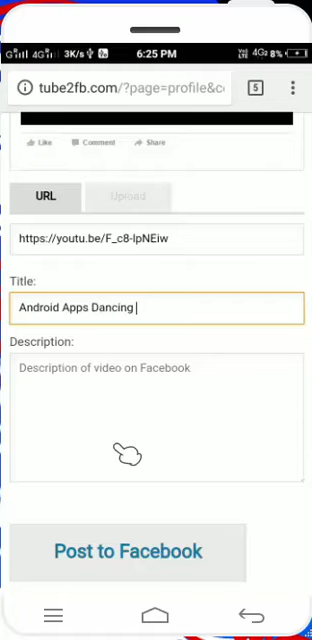 G 4G 3K/s 6:25 PM 4G 8%
tube2fb.com/?page=profile&c
5
Like Comment Share
URL Upload
https://youtu.be/F_c8-lpNEiw
Title:
Android Apps Dancing
Description:
Description of video on Facebook
Post to Facebook